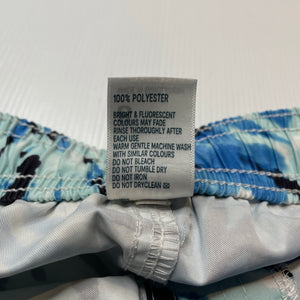 100% POLYESTER
BRIGHT & FLUORESCENT
COLOURS MAY FADE
RINSE THOROUGHLY AFTER
EACH USE
WARM GENTLE MACHINE WASH
WITH SIMILAR COLOURS
DO NOT BLEACH
DO NOT TUMBLE DRY
DO NOT IRON
DO NOT DRYCLEAN